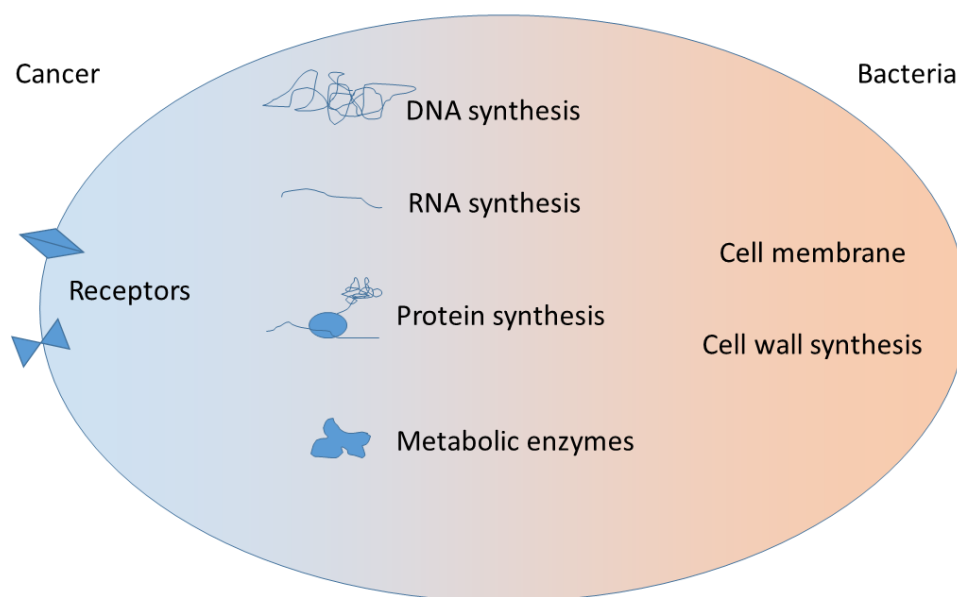 Cancer
Bacteria
DNA synthesis
RNA synthesis
Cell membrane
Receptors
Protein synthesis
Cell wall synthesis
Metabolic enzymes